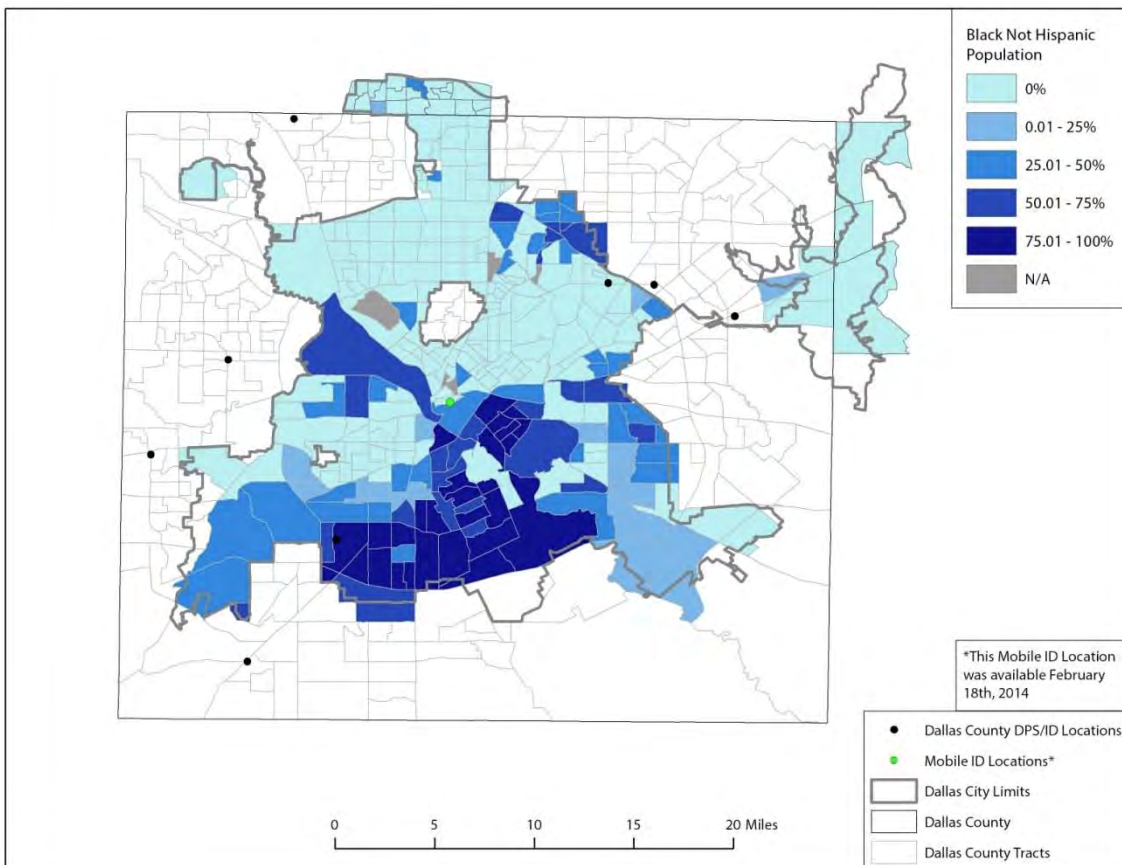 Black Not Hispanic
Population
0%
0.01 - 25%
25.01 - 50%
50.01 - 75%
75.01 - 100%
N/A
*This Mobile ID Location
was available February
18th, 2014
Dallas County DPS/ID Locations
Mobile ID Locations*
Dallas City Limits
Dallas County
Dallas County Tracts
0 5 10 15 20 Miles